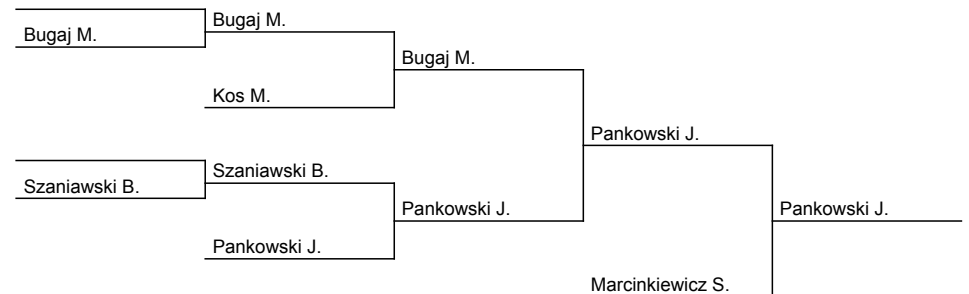 Bugaj M.
Bugaj M.
Bugaj M.
Kos M.
Pankowski J.
Szaniawski B.
Szaniawski B.
Pankowski J.
Pankowski J.
Pankowski J.
Marcinkiewicz S.